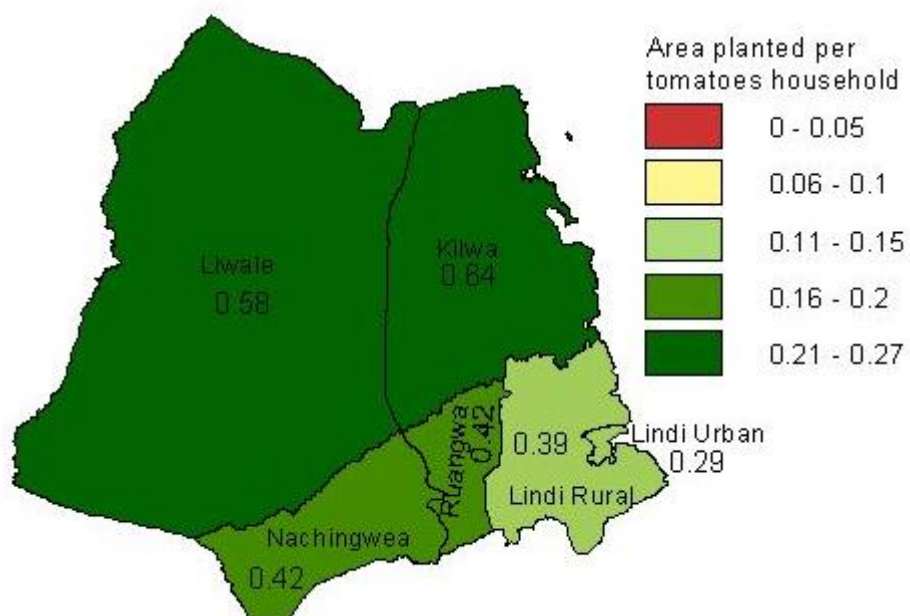 Area planted per
tomatoes household
0 - 0.05
0.06 - 0.1
0.11 - 0.15
0.16 - 0.2
0.21 - 0.27
Liwale
0.58
Kilwa
0.64
Ruangwa
0.42
0.39
Lindi Rural
Lindi Urban
0.29
Nachingwea
0.42